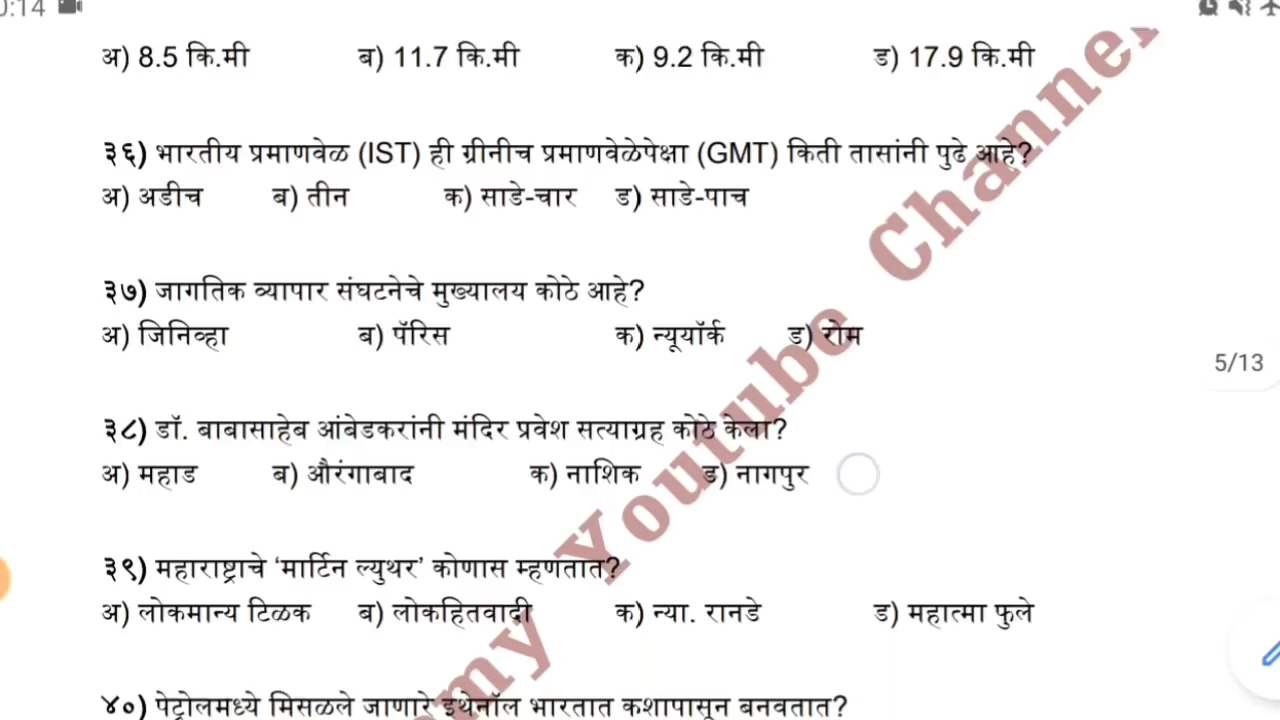 0:14
अ) 8.5 कि.मी ब) 11.7 कि.मी क) 9.2 कि.मी ड) 17.9 कि.मी
३६) भारतीय प्रमाणवेळ (IST) ही ग्रीनीच प्रमाणवेळेपेक्षा (GMT) किती तासांनी पुढे आहे?
अ) अडीच ब) तीन क) साडे-चार ड) साडे-पाच
३७) जागतिक व्यापार संघटनेचे मुख्यालय कोठे आहे?
अ) जिनिव्हा ब) पॅरिस क) न्यूयॉर्क ड) रोम
5/13
३८) डॉ. बाबासाहेब आंबेडकरांनी मंदिर प्रवेश सत्याग्रह कोठे केला?
अ) महाड ब) औरंगाबाद क) नाशिक ड) नागपुर
३९) महाराष्ट्राचे ‘मार्टिन ल्युथर’ कोणास म्हणतात?
अ) लोकमान्य टिळक ब) लोकहितवादी क) न्या. रानडे ड) महात्मा फुले
४०) पेट्रोलमध्ये मिसळले जाणारे इथेनॉल भारतात कशापासून बनवतात?
Youtube Channel